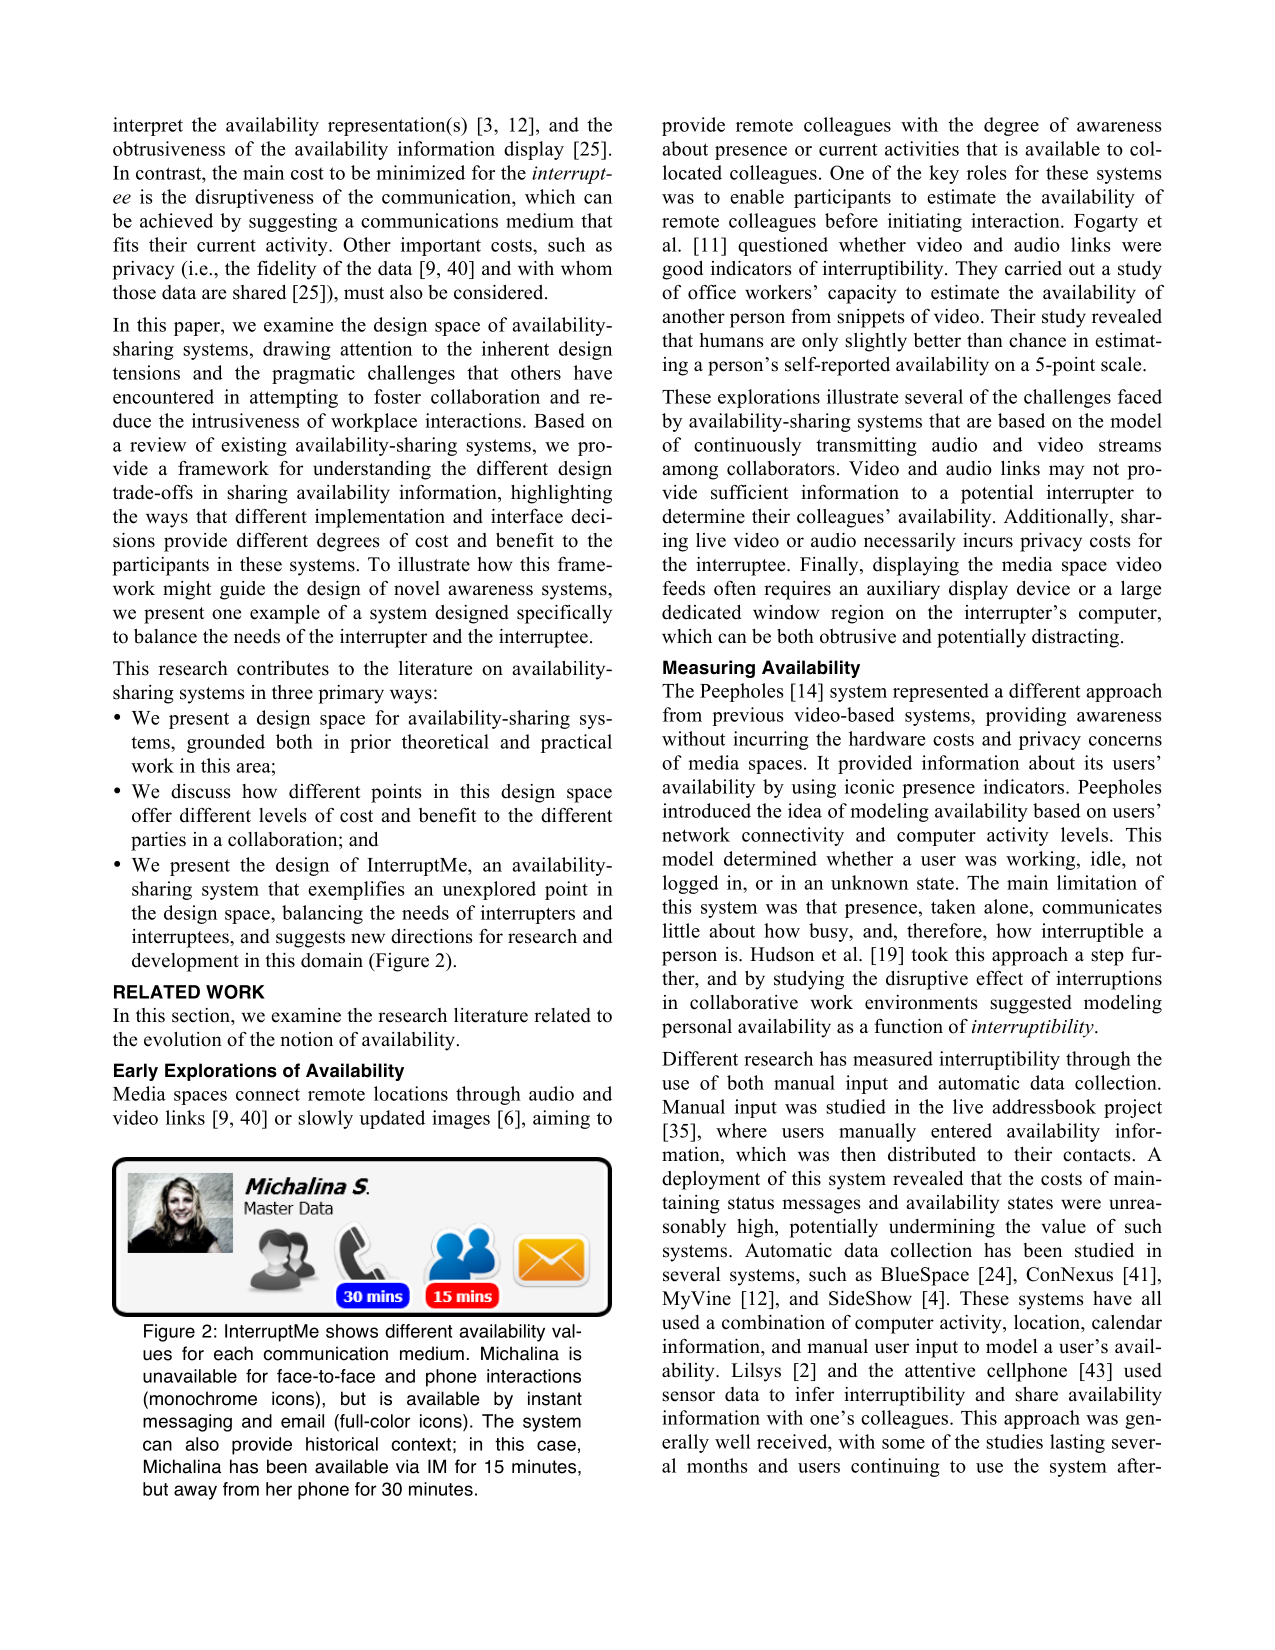 interpret the availability representation(s) [3, 12], and the
obtrusiveness of the availability information display [25].
In contrast, the main cost to be minimized for the interrupt-
ee is the disruptiveness of the communication, which can
be achieved by suggesting a communications medium that
fits their current activity. Other important costs, such as
privacy (i.e., the fidelity of the data [9, 40] and with whom
those data are shared [25]), must also be considered.
In this paper, we examine the design space of availability-
sharing systems, drawing attention to the inherent design
tensions and the pragmatic challenges that others have
encountered in attempting to foster collaboration and re-
duce the intrusiveness of workplace interactions. Based on
a review of existing availability-sharing systems, we pro-
vide a framework for understanding the different design
trade-offs in sharing availability information, highlighting
the ways that different implementation and interface deci-
sions provide different degrees of cost and benefit to the
participants in these systems. To illustrate how this frame-
work might guide the design of novel awareness systems,
we present one example of a system designed specifically
to balance the needs of the interrupter and the interruptee.
This research contributes to the literature on availability-
sharing systems in three primary ways:
• We present a design space for availability-sharing sys-
tems, grounded both in prior theoretical and practical
work in this area;
• We discuss how different points in this design space
offer different levels of cost and benefit to the different
parties in a collaboration; and
• We present the design of InterruptMe, an availability-
sharing system that exemplifies an unexplored point in
the design space, balancing the needs of interrupters and
interruptees, and suggests new directions for research and
development in this domain (Figure 2).
RELATED WORK
In this section, we examine the research literature related to
the evolution of the notion of availability.
Early Explorations of Availability
Media spaces connect remote locations through audio and
video links [9, 40] or slowly updated images [6], aiming to
Michalina S.
Master Data
30 mins
15 mins
Figure 2: InterruptMe shows different availability val-
ues for each communication medium. Michalina is
unavailable for face-to-face and phone interactions
(monochrome icons), but is available by instant
messaging and email (full-color icons). The system
can also provide historical context; in this case,
Michalina has been available via IM for 15 minutes,
but away from her phone for 30 minutes.
provide remote colleagues with the degree of awareness
about presence or current activities that is available to col-
located colleagues. One of the key roles for these systems
was to enable participants to estimate the availability of
remote colleagues before initiating interaction. Fogarty et
al. [11] questioned whether video and audio links were
good indicators of interruptibility. They carried out a study
of office workers' capacity to estimate the availability of
another person from snippets of video. Their study revealed
that humans are only slightly better than chance in estimat-
ing a person's self-reported availability on a 5-point scale.
These explorations illustrate several of the challenges faced
by availability-sharing systems that are based on the model
of continuously transmitting audio and video streams
among collaborators. Video and audio links may not pro-
vide sufficient information to a potential interrupter to
determine their colleagues' availability. Additionally, shar-
ing live video or audio necessarily incurs privacy costs for
the interruptee. Finally, displaying the media space video
feeds often requires an auxiliary display device or a large
dedicated window region on the interrupter's computer,
which can be both obtrusive and potentially distracting.
Measuring Availability
The Peepholes [14] system represented a different approach
from previous video-based systems, providing awareness
without incurring the hardware costs and privacy concerns
of media spaces. It provided information about its users'
availability by using iconic presence indicators. Peepholes
introduced the idea of modeling availability based on users'
network connectivity and computer activity levels. This
model determined whether a user was working, idle, not
logged in, or in an unknown state. The main limitation of
this system was that presence, taken alone, communicates
little about how busy, and, therefore, how interruptible a
person is. Hudson et al. [19] took this approach a step fur-
ther, and by studying the disruptive effect of interruptions
in collaborative work environments suggested modeling
personal availability as a function of interruptibility.
Different research has measured interruptibility through the
use of both manual input and automatic data collection.
Manual input was studied in the live addressbook project
[35], where users manually entered availability infor-
mation, which was then distributed to their contacts. A
deployment of this system revealed that the costs of main-
taining status messages and availability states were unrea-
sonably high, potentially undermining the value of such
systems. Automatic data collection has been studied in
several systems, such as BlueSpace [24], ConNexus [41],
MyVine [12], and SideShow [4]. These systems have all
used a combination of computer activity, location, calendar
information, and manual user input to model a user's avail-
ability. Lilsys [2] and the attentive cellphone [43] used
sensor data to infer interruptibility and share availability
information with one's colleagues. This approach was gen-
erally well received, with some of the studies lasting sever-
al months and users continuing to use the system after-